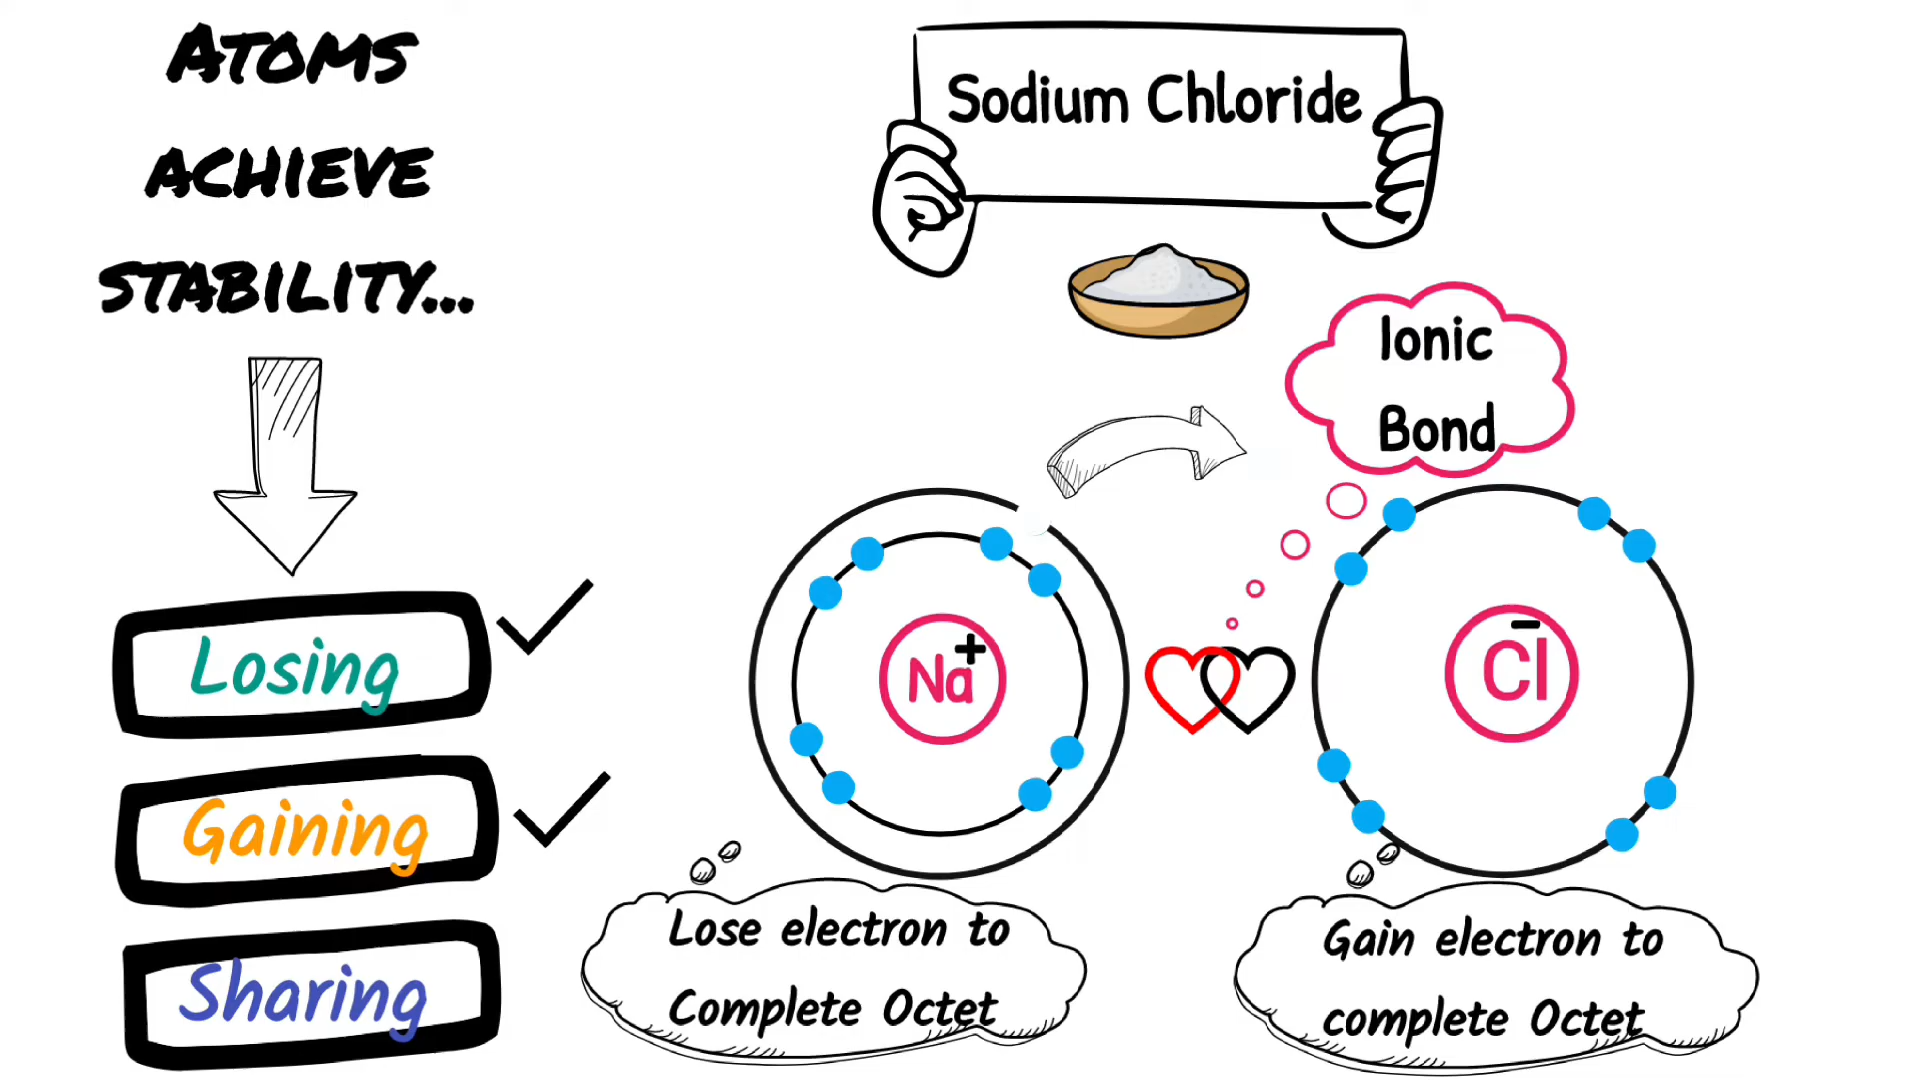 ATOMS
ACHIEVE
STABILITY...
Losing
Gaining
Sharing
Sodium Chloride
Ionic
Bond
Na+
Cl-
Lose electron to
Complete Octet
Gain electron to
complete Octet